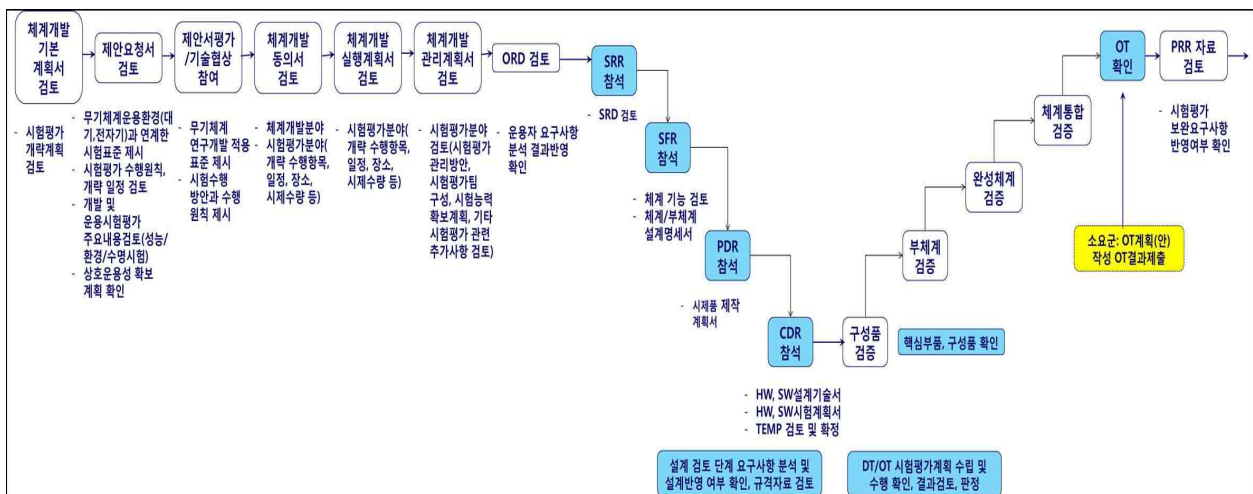 체계개발
기본
계획서
검토
제안요청서
검토
제안서평가
/기술협상
참여
체계개발
동의서
검토
체계개발
실행계획서
검토
체계개발
관리계획서
검토
ORD 검토
SRR
참석
OT
확인
PRR 자료
검토
- 시험평가
개략계획
검토
- 무기체계운용환경(대
기,전자기)과 연계한
시험표준 제시
- 시험평가 수행원칙,
개략 일정 검토
- 개발 및
운용시험평가
주요내용검토(성능/
환경/수명시험)
- 상호운용성 확보
계획 확인
- 무기체계
연구개발 적용
표준 제시
- 시험수행
방안과 수행
원칙 제시
- 체계개발분야
- 시험평가분야(
개략 수행항목,
일정, 장소,
시제수량 등)
- 시험평가분야(
개략 수행항목,
일정, 장소,
시제수량 등)
- 시험평가분야
검토(시험평가
관리방안,
시험평가팀
구성, 시험능력
확보계획, 기타
시험평가 관련
추가사항 검토)
- 운용자 요구사항
분석 결과반영
확인
- SRD 검토
SFR
참석
- 체계 기능 검토
- 체계/부체계
설계명세서
PDR
참석
- 시제품 제작
계획서
CDR
참석
구성품
검증
핵심부품, 구성품 확인
부체계
검증
완성체계
검증
체계통합
검증
- 시험평가
보완요구사항
반영여부 확인
소요군: OT계획(안)
작성 OT결과제출
- HW, SW설계기술서
- HW, SW시험계획서
- TEMP 검토 및 확정
설계 검토 단계 요구사항 분석 및
설계반영 여부 확인, 규격자료 검토
DT/OT 시험평가계획 수립 및
수행 확인, 결과검토, 판정